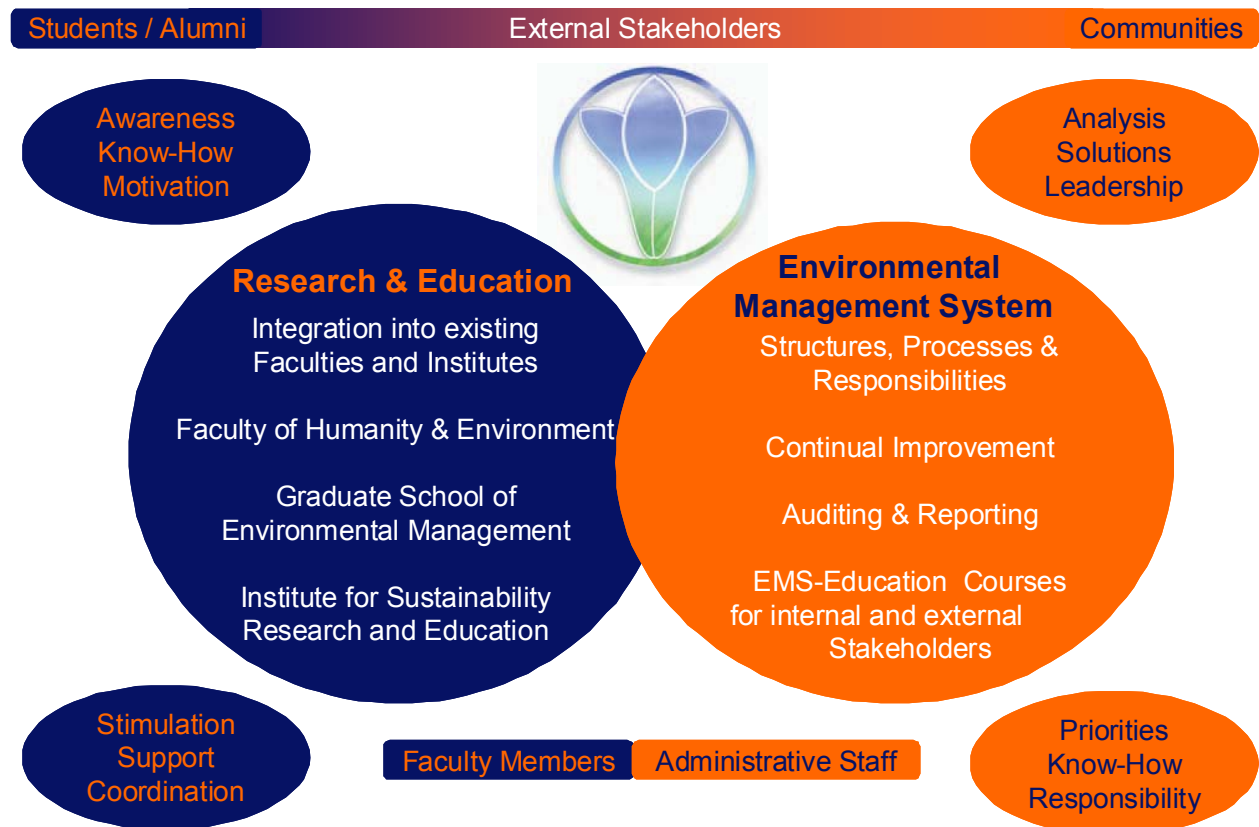 Students / Alumni
External Stakeholders
Communities
Awareness
Know-How
Motivation
Analysis
Solutions
Leadership
Research & Education
Integration into existing
Faculties and Institutes
Faculty of Humanity & Environment
Graduate School of
Environmental Management
Institute for Sustainability
Research and Education
Environmental
Management System
Structures, Processes &
Responsibilities
Continual Improvement
Auditing & Reporting
EMS-Education Courses
for internal and external
Stakeholders
Stimulation
Support
Coordination
Faculty Members
Administrative Staff
Priorities
Know-How
Responsibility